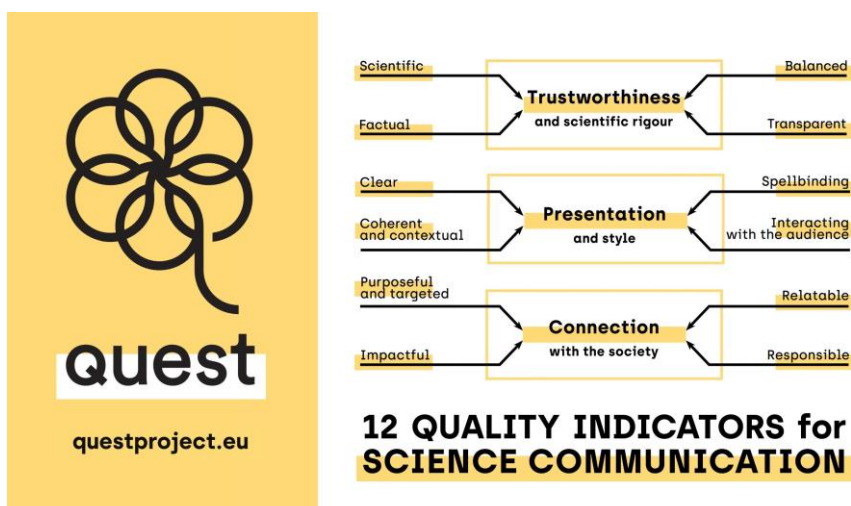 quest
questproject.eu
Scientific
Factual
Trustworthiness
and scientific rigour
Balanced
Transparent
Clear
Coherent
and contextual
Presentation
and style
Spellbinding
Interacting
with the audience
Purposeful
and targeted
Impactful
Connection
with the society
Relatable
Responsible
12 QUALITY INDICATORS for
SCIENCE COMMUNICATION